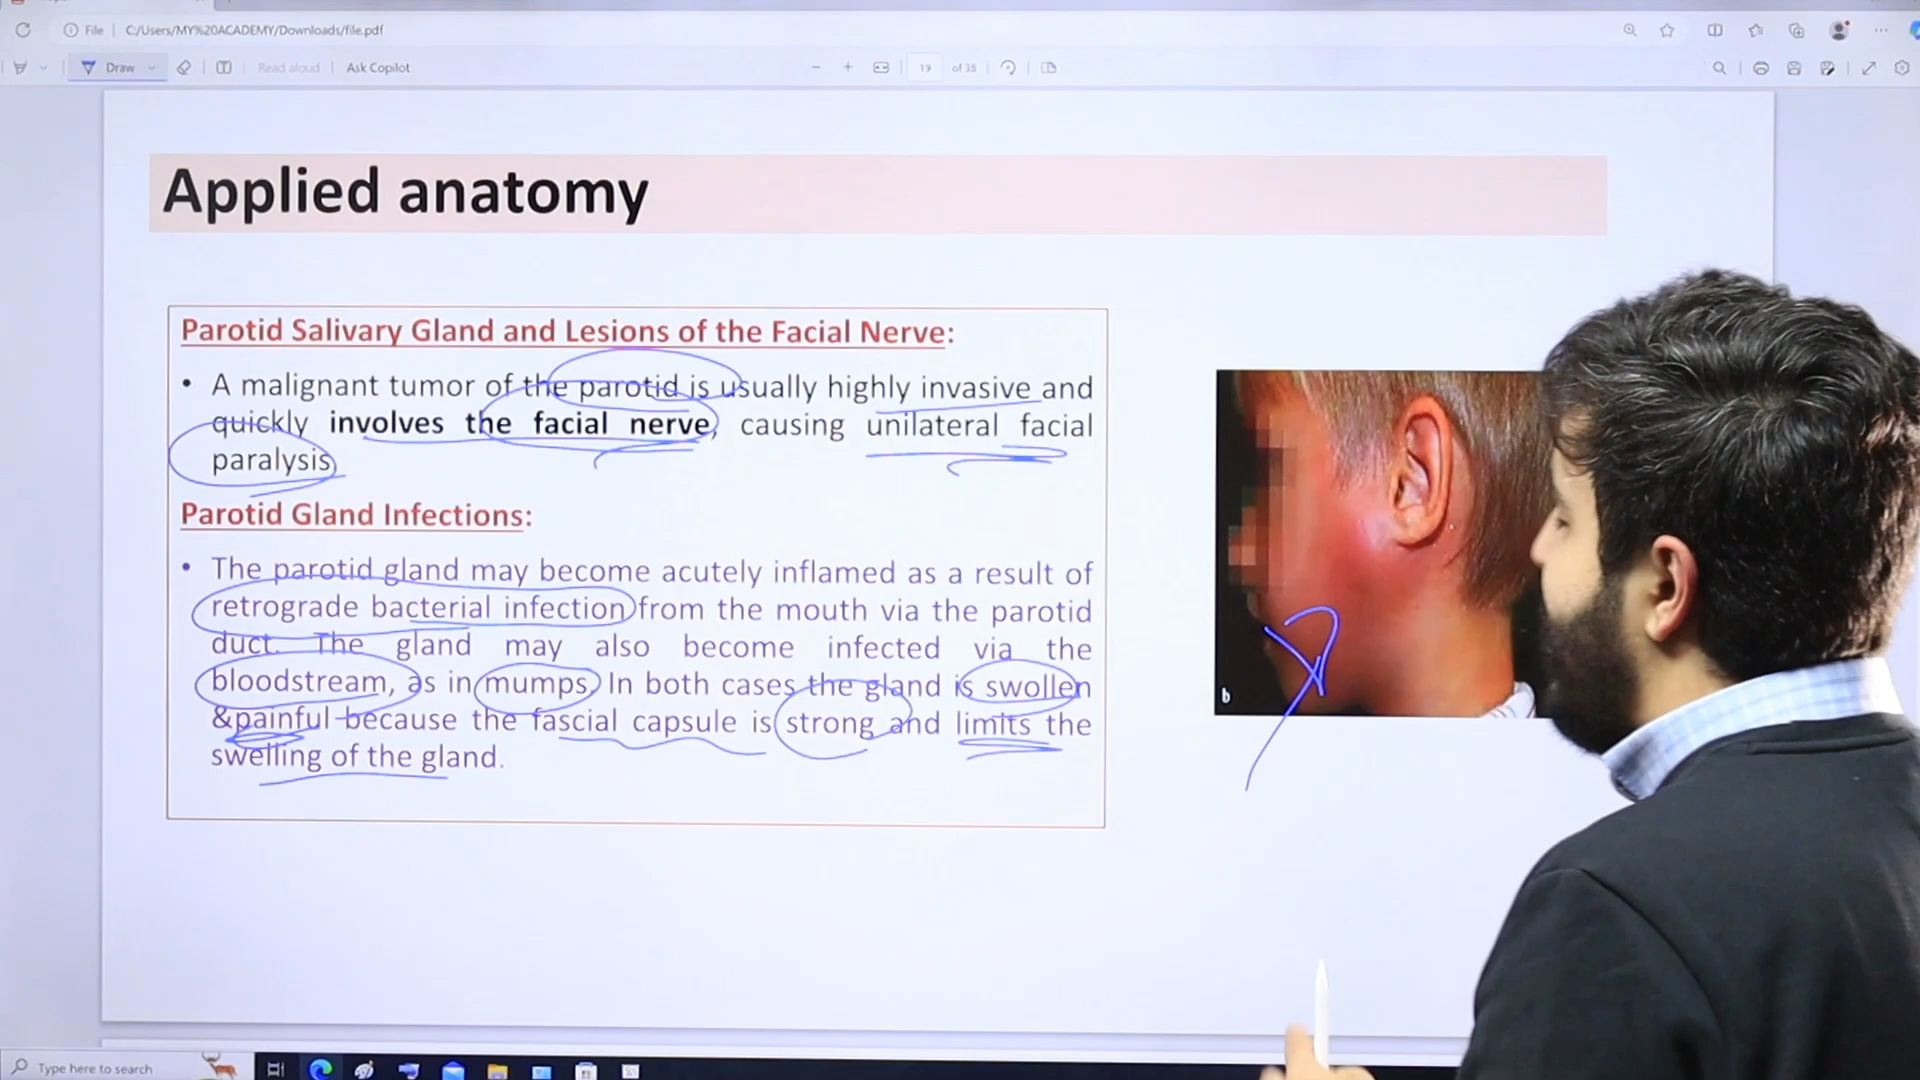 File
C:/Users/MY%20ACADEMY/Downloads/file.pdf
Draw
Read aloud
Ask Copilot
19
of 38
Applied anatomy
Parotid Salivary Gland and Lesions of the Facial Nerve:
• A malignant tumor of the parotid is usually highly invasive and
quickly involves the facial nerve, causing unilateral facial
paralysis
Parotid Gland Infections:
• The parotid gland may become acutely inflamed as a result of
retrograde bacterial infection from the mouth via the parotid
duct. The gland may also become infected via the
bloodstream, as in mumps. In both cases the gland is swollen
&painful because the fascial capsule is strong and limits the
swelling of the gland.
b
Type here to search